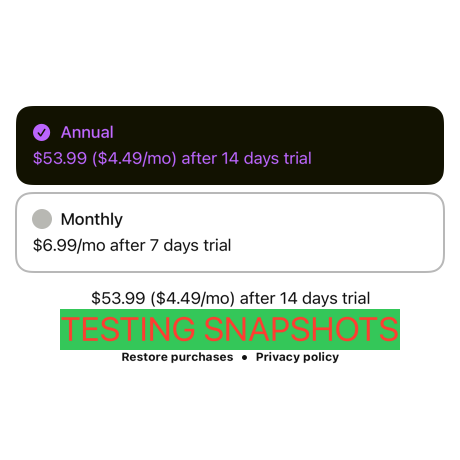 Annual
$53.99 ($4.49/mo) after 14 days trial
Monthly
$6.99/mo after 7 days trial
$53.99 ($4.49/mo) after 14 days trial
TESTING SNAPSHOTS
Restore purchases • Privacy policy